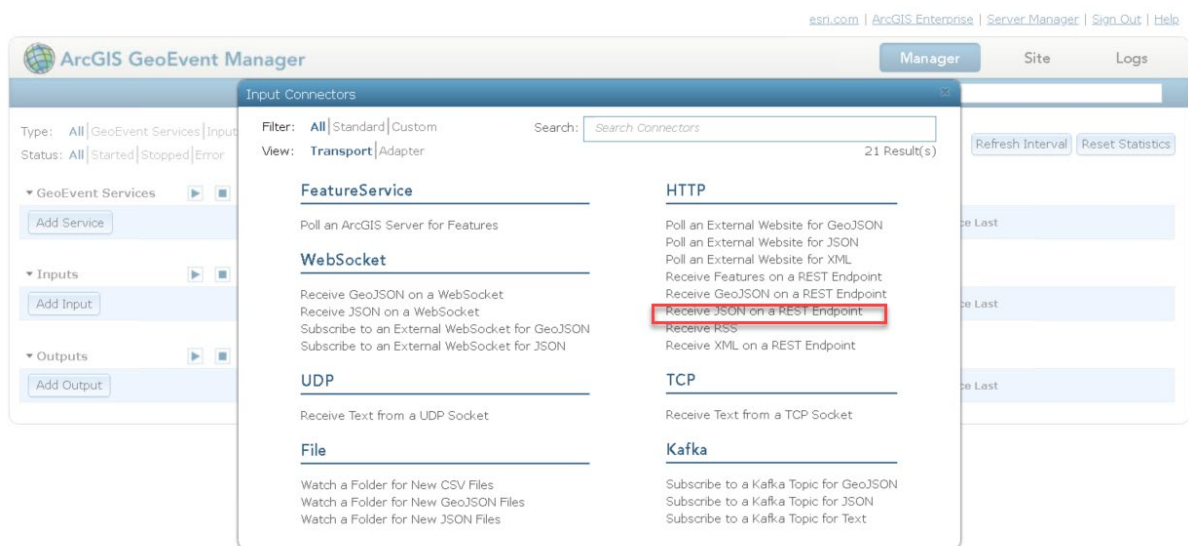 esri.com | ArcGIS Enterprise | Server Manager | Sign Out | Help
ArcGIS GeoEvent Manager
Manager Site Logs
Input Connectors
Type: All|GeoEvent Services|Input
Status: All|Started|Stopped|Error
Filter: All|Standard|Custom
View: Transport|Adapter
Search: Search Connectors
21 Result(s)
Refresh Interval Reset Statistics
GeoEvent Services
Add Service
Last
Inputs
Add Input
Last
Outputs
Add Output
Last
FeatureService
Poll an ArcGIS Server for Features
WebSocket
Receive GeoJSON on a WebSocket
Receive JSON on a WebSocket
Subscribe to an External WebSocket for GeoJSON
Subscribe to an External WebSocket for JSON
UDP
Receive Text from a UDP Socket
File
Watch a Folder for New CSV Files
Watch a Folder for New GeoJSON Files
Watch a Folder for New JSON Files
HTTP
Poll an External Website for GeoJSON
Poll an External Website for JSON
Poll an External Website for XML
Receive Features on a REST Endpoint
Receive GeoJSON on a REST Endpoint
Receive JSON on a REST Endpoint
Receive RSS
Receive XML on a REST Endpoint
TCP
Receive Text from a TCP Socket
Kafka
Subscribe to a Kafka Topic for GeoJSON
Subscribe to a Kafka Topic for JSON
Subscribe to a Kafka Topic for Text